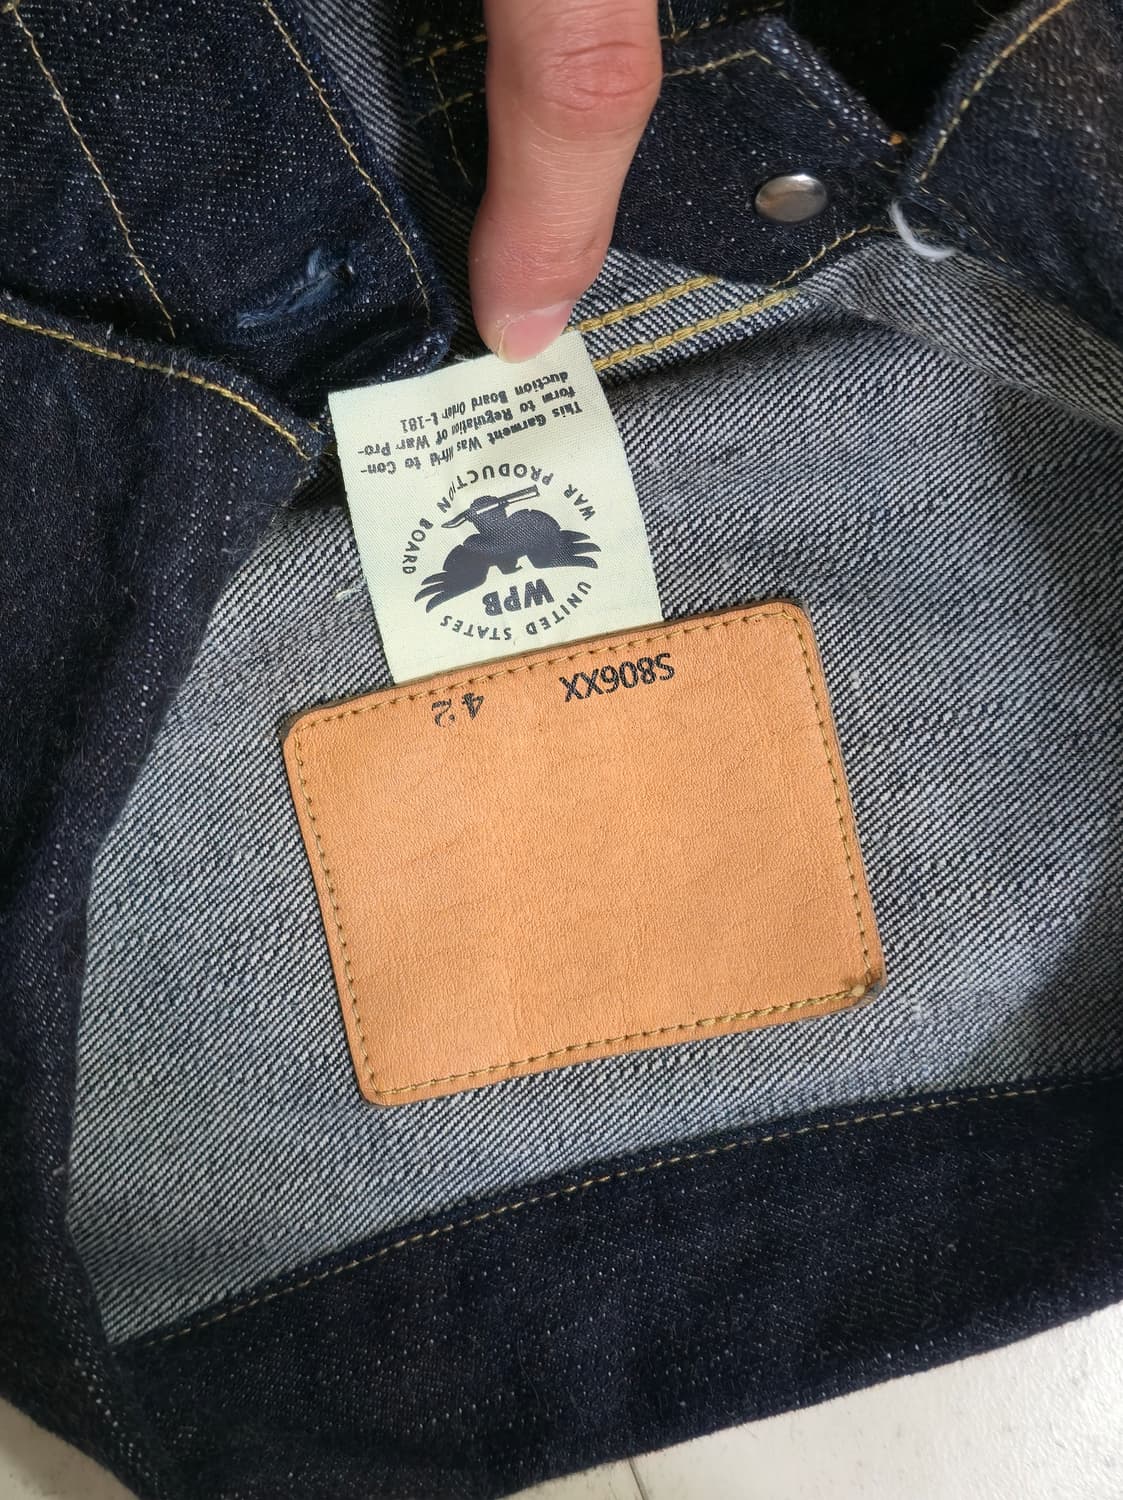 S806XX 42
UNITED STATES
WPB
WAR PRODUCTION BOARD
This Garment Was Mfr'd to Con-
form to Regulation of War Pro-
duction Board Order L-181